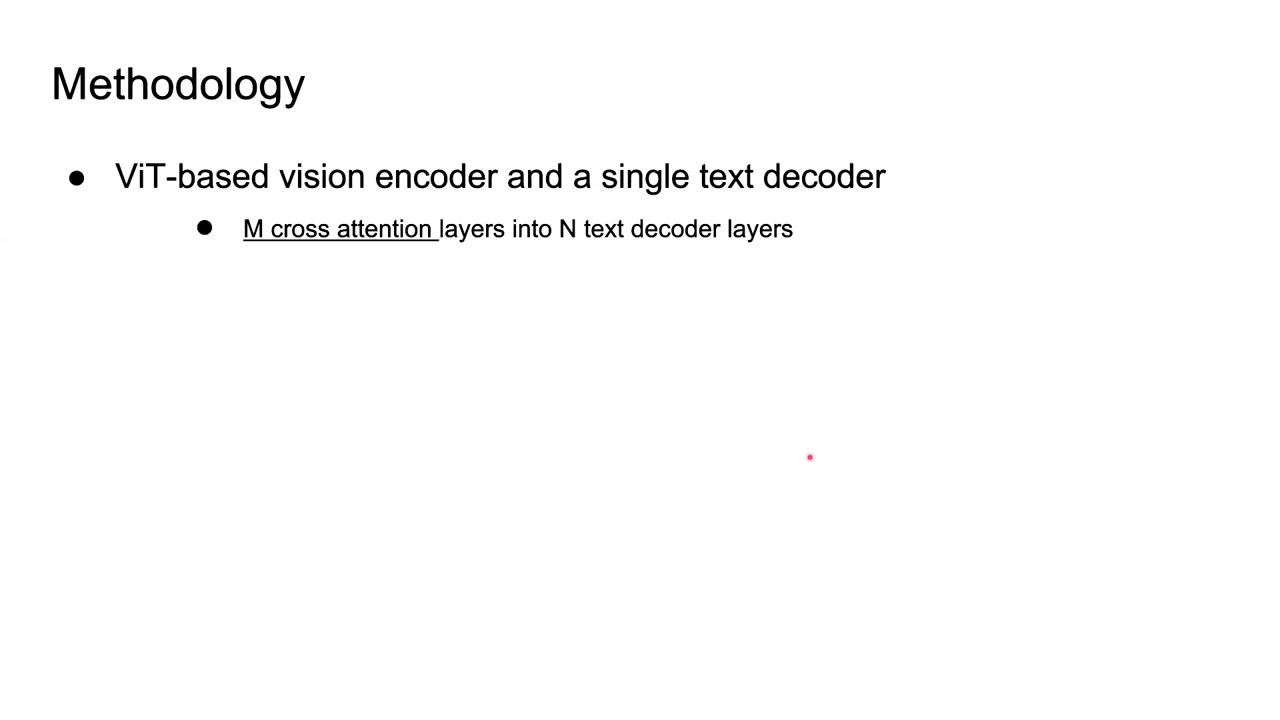 Methodology
● ViT-based vision encoder and a single text decoder
● M cross attention layers into N text decoder layers